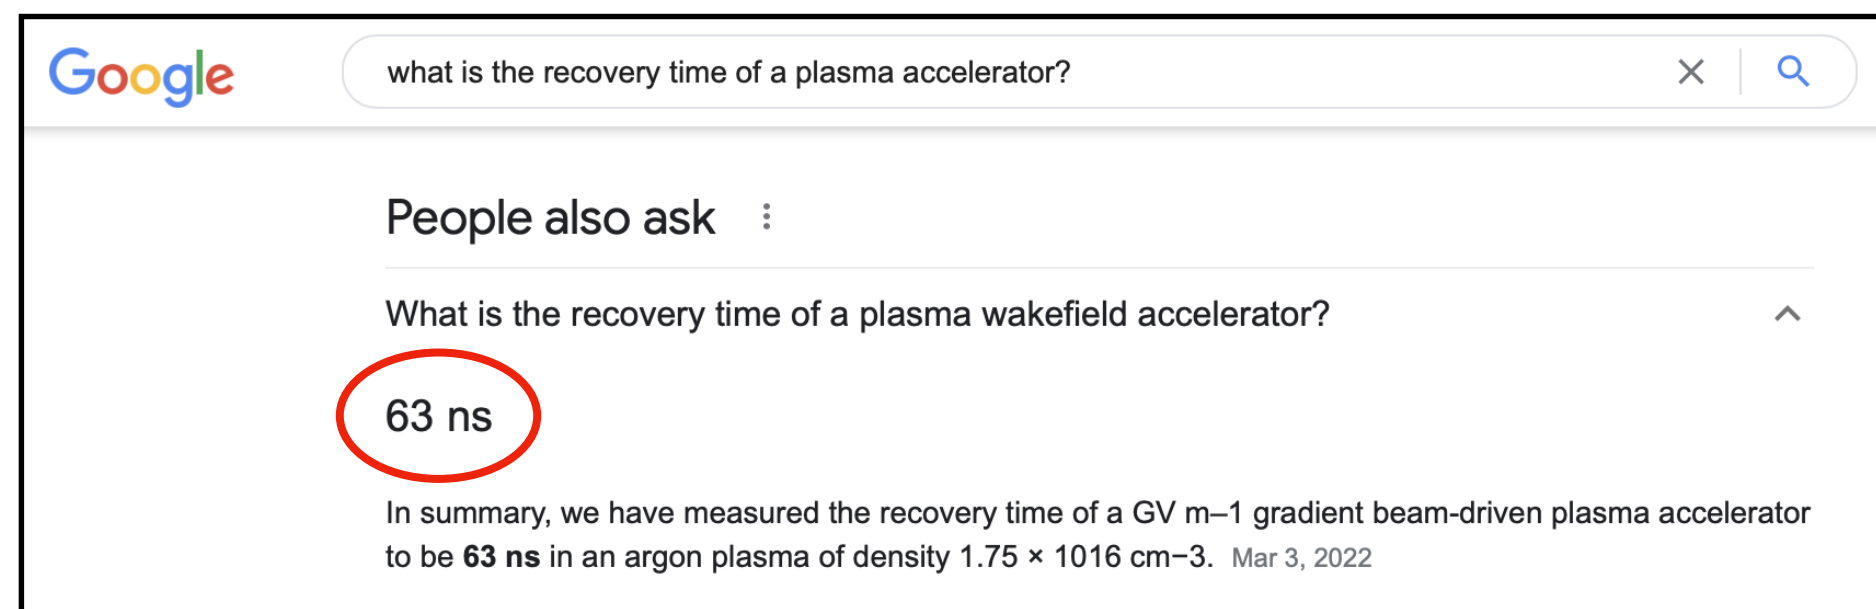 Google
what is the recovery time of a plasma accelerator?
People also ask
What is the recovery time of a plasma wakefield accelerator?
63 ns
In summary, we have measured the recovery time of a GV m–1 gradient beam-driven plasma accelerator
to be 63 ns in an argon plasma of density 1.75 × 1016 cm−3. Mar 3, 2022